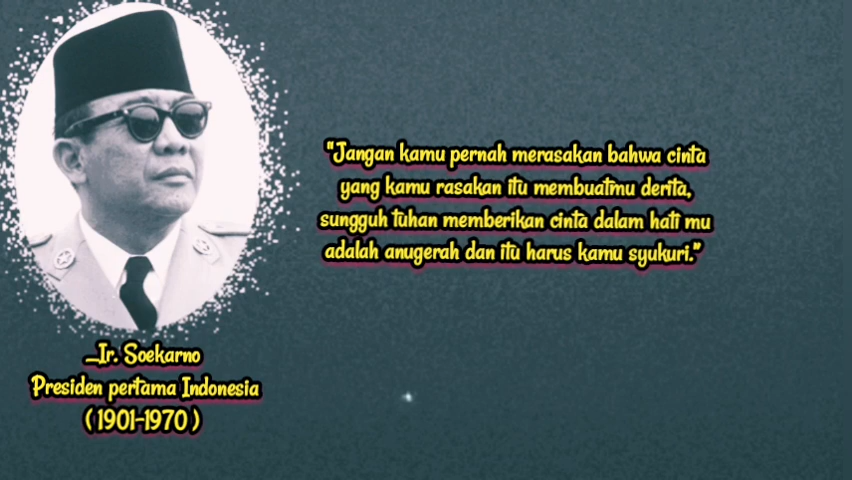 "Jangan kamu pernah merasakan bahwa cinta
yang kamu rasakan itu membuatmu derita,
sungguh tuhan memberikan cinta dalam hati mu
adalah anugerah dan itu harus kamu syukuri."
_Ir. Soekarno
Presiden pertama Indonesia
( 1901-1970 )